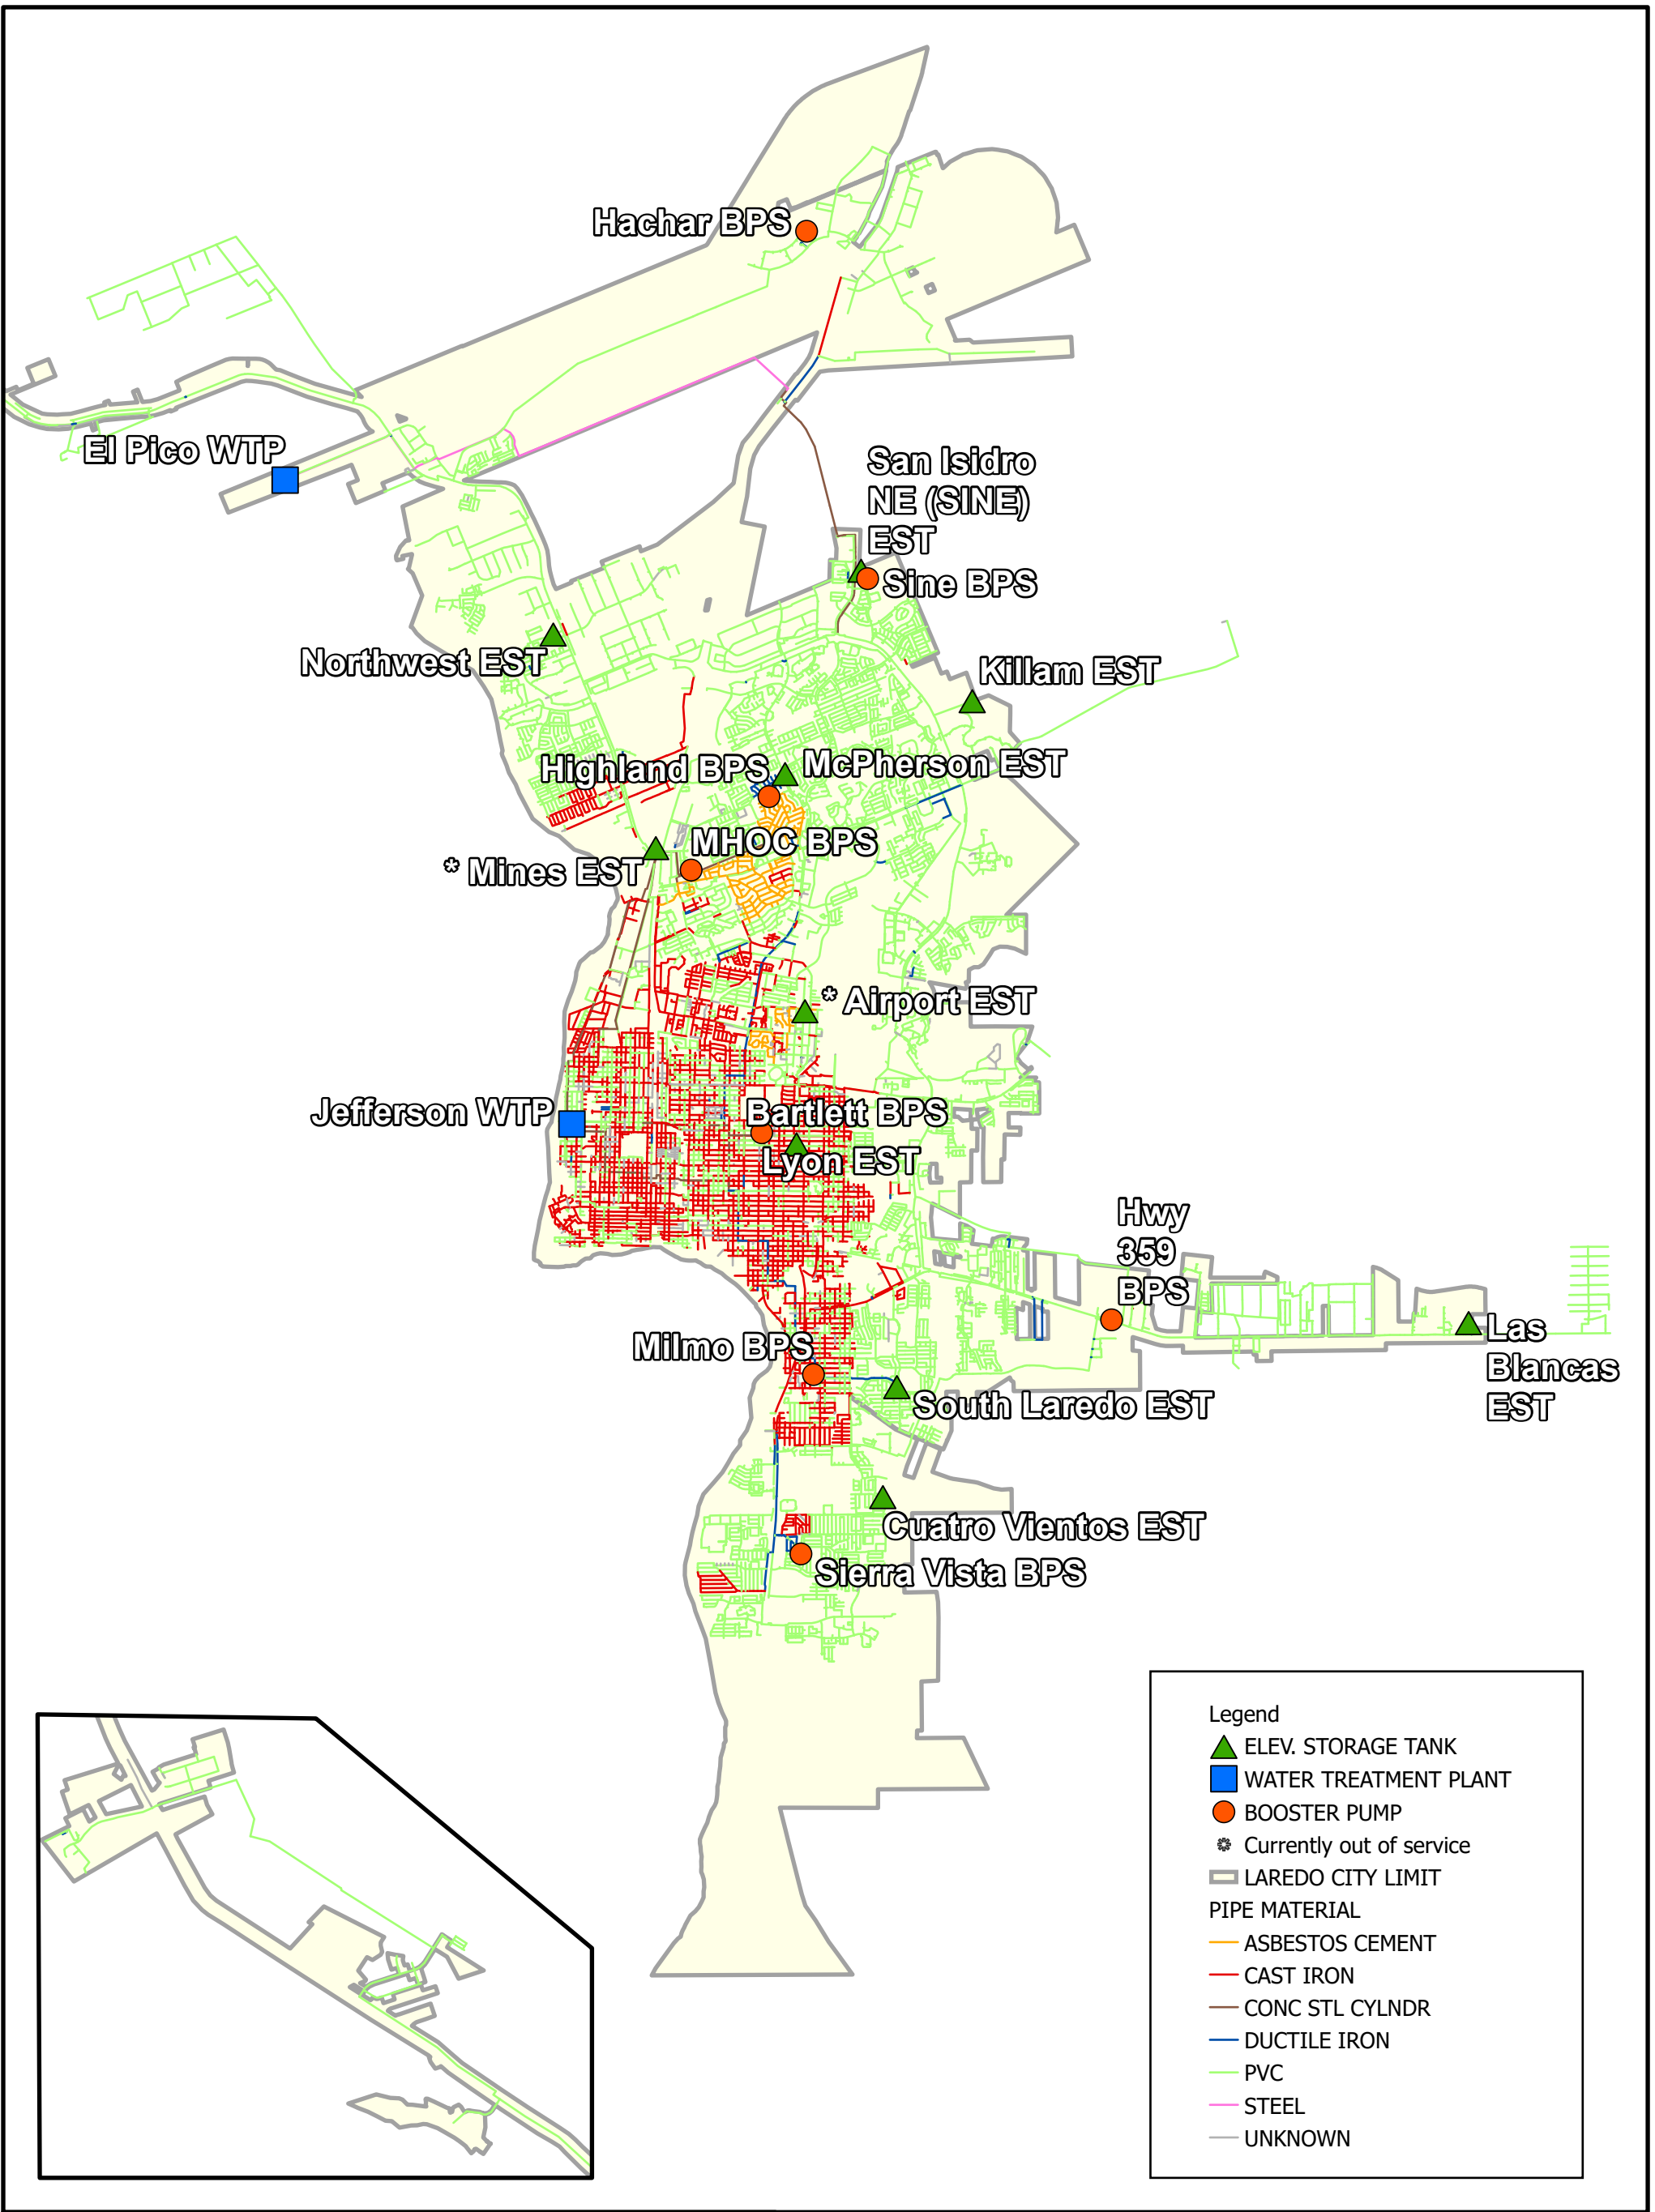 Hachar BPS
El Pico WTP
San Isidro
NE (SINE)
EST
Sine BPS
Northwest EST
Killam EST
Highland BPS
McPherson EST
MHOC BPS
* Mines EST
* Airport EST
Jefferson WTP
Bartlett BPS
Lyon EST
Hwy
359
BPS
Milmo BPS
Las
Blancas
EST
South Laredo EST
Cuatro Vientos EST
Sierra Vista BPS
Legend
ELEV. STORAGE TANK
WATER TREATMENT PLANT
BOOSTER PUMP
* Currently out of service
LAREDO CITY LIMIT
PIPE MATERIAL
ASBESTOS CEMENT
CAST IRON
CONC STL CYLNDR
DUCTILE IRON
PVC
STEEL
UNKNOWN